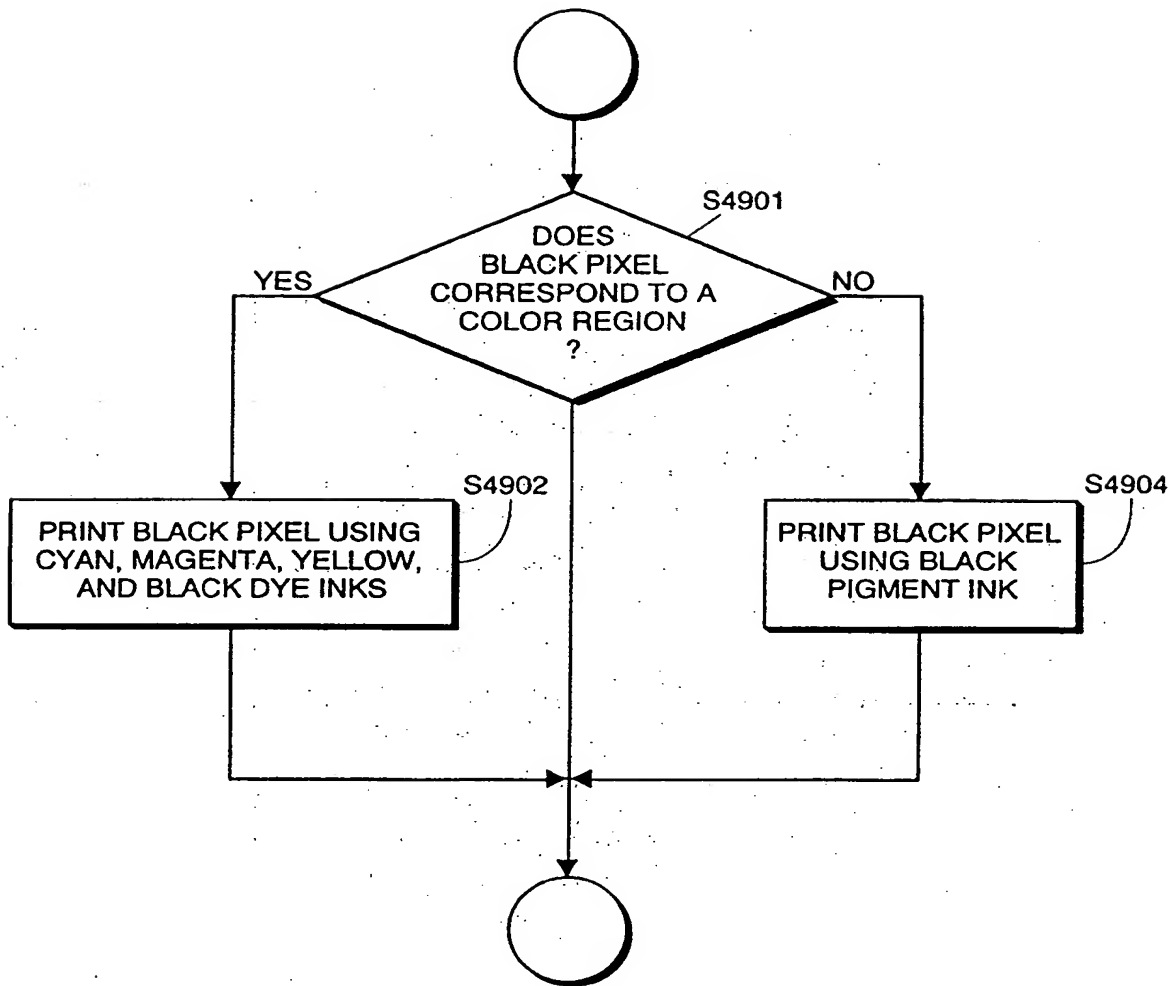 S4901
DOES
BLACK PIXEL
CORRESPOND TO A
COLOR REGION
?
YES
NO
S4902
PRINT BLACK PIXEL USING
CYAN, MAGENTA, YELLOW,
AND BLACK DYE INKS
S4904
PRINT BLACK PIXEL
USING BLACK
PIGMENT INK